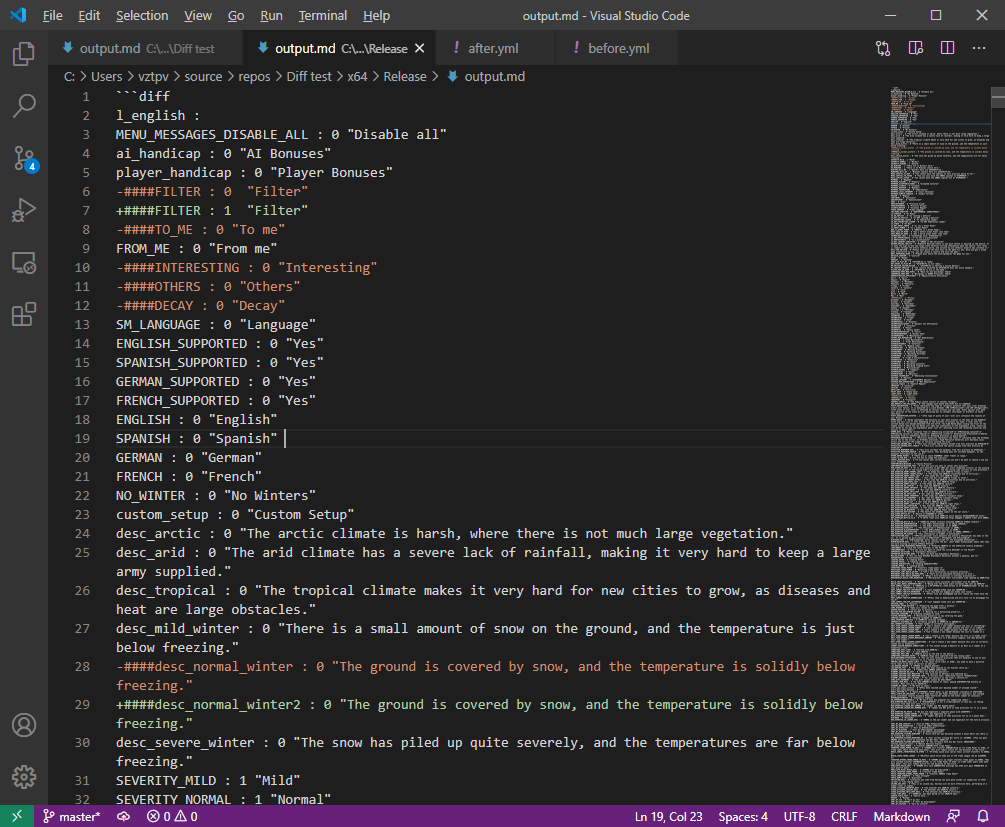 File Edit Selection View Go Run Terminal Help output.md - Visual Studio Code
output.md C:\...\Diff test output.md C:\...\Release after.yml before.yml
C: > Users > vztpv > source > repos > Diff test > x64 > Release > output.md
1 ```diff
2 l_english :
3 MENU_MESSAGES_DISABLE_ALL : 0 "Disable all"
4 ai_handicap : 0 "AI Bonuses"
5 player_handicap : 0 "Player Bonuses"
6 -####FILTER : 0  "Filter"
7 +####FILTER : 1  "Filter"
8 -####TO_ME : 0 "To me"
9 FROM_ME : 0 "From me"
10 -####INTERESTING : 0 "Interesting"
11 -####OTHERS : 0 "Others"
12 -####DECAY : 0 "Decay"
13 SM_LANGUAGE : 0 "Language"
14 ENGLISH_SUPPORTED : 0 "Yes"
15 SPANISH_SUPPORTED : 0 "Yes"
16 GERMAN_SUPPORTED : 0 "Yes"
17 FRENCH_SUPPORTED : 0 "Yes"
18 ENGLISH : 0 "English"
19 SPANISH : 0 "Spanish"
20 GERMAN : 0 "German"
21 FRENCH : 0 "French"
22 NO_WINTER : 0 "No Winters"
23 custom_setup : 0 "Custom Setup"
24 desc_arctic : 0 "The arctic climate is harsh, where there is not much large vegetation."
25 desc_arid : 0 "The arid climate has a severe lack of rainfall, making it very hard to keep a large
army supplied."
26 desc_tropical : 0 "The tropical climate makes it very hard for new cities to grow, as diseases and
heat are large obstacles."
27 desc_mild_winter : 0 "There is a small amount of snow on the ground, and the temperature is just
below freezing."
28 -####desc_normal_winter : 0 "The ground is covered by snow, and the temperature is solidly below
freezing."
29 +####desc_normal_winter2 : 0 "The ground is covered by snow, and the temperature is solidly below
freezing."
30 desc_severe_winter : 0 "The snow has piled up quite severely, and the temperatures are far below
freezing."
31 SEVERITY_MILD : 1 "Mild"
32 SEVERITY_NORMAL : 1 "Normal"
4
master* 0 0 Ln 19, Col 23 Spaces: 4 UTF-8 CRLF Markdown